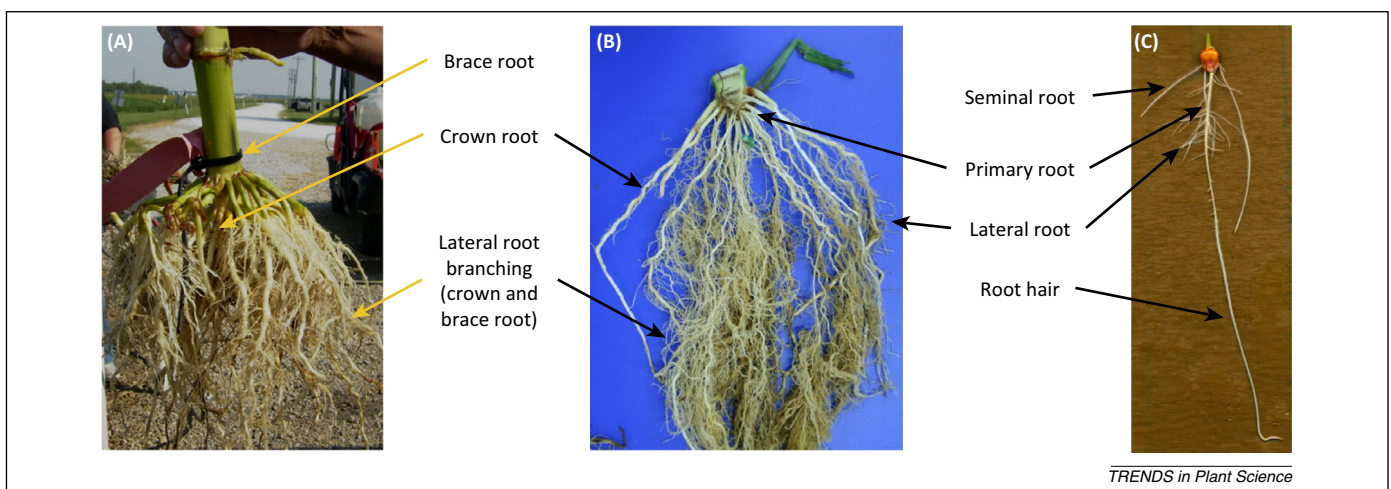 (A)
Brace root
Crown root
Lateral root
branching
(crown and
brace root)
(B)
(C)
Seminal root
Primary root
Lateral root
Root hair
TRENDS in Plant Science